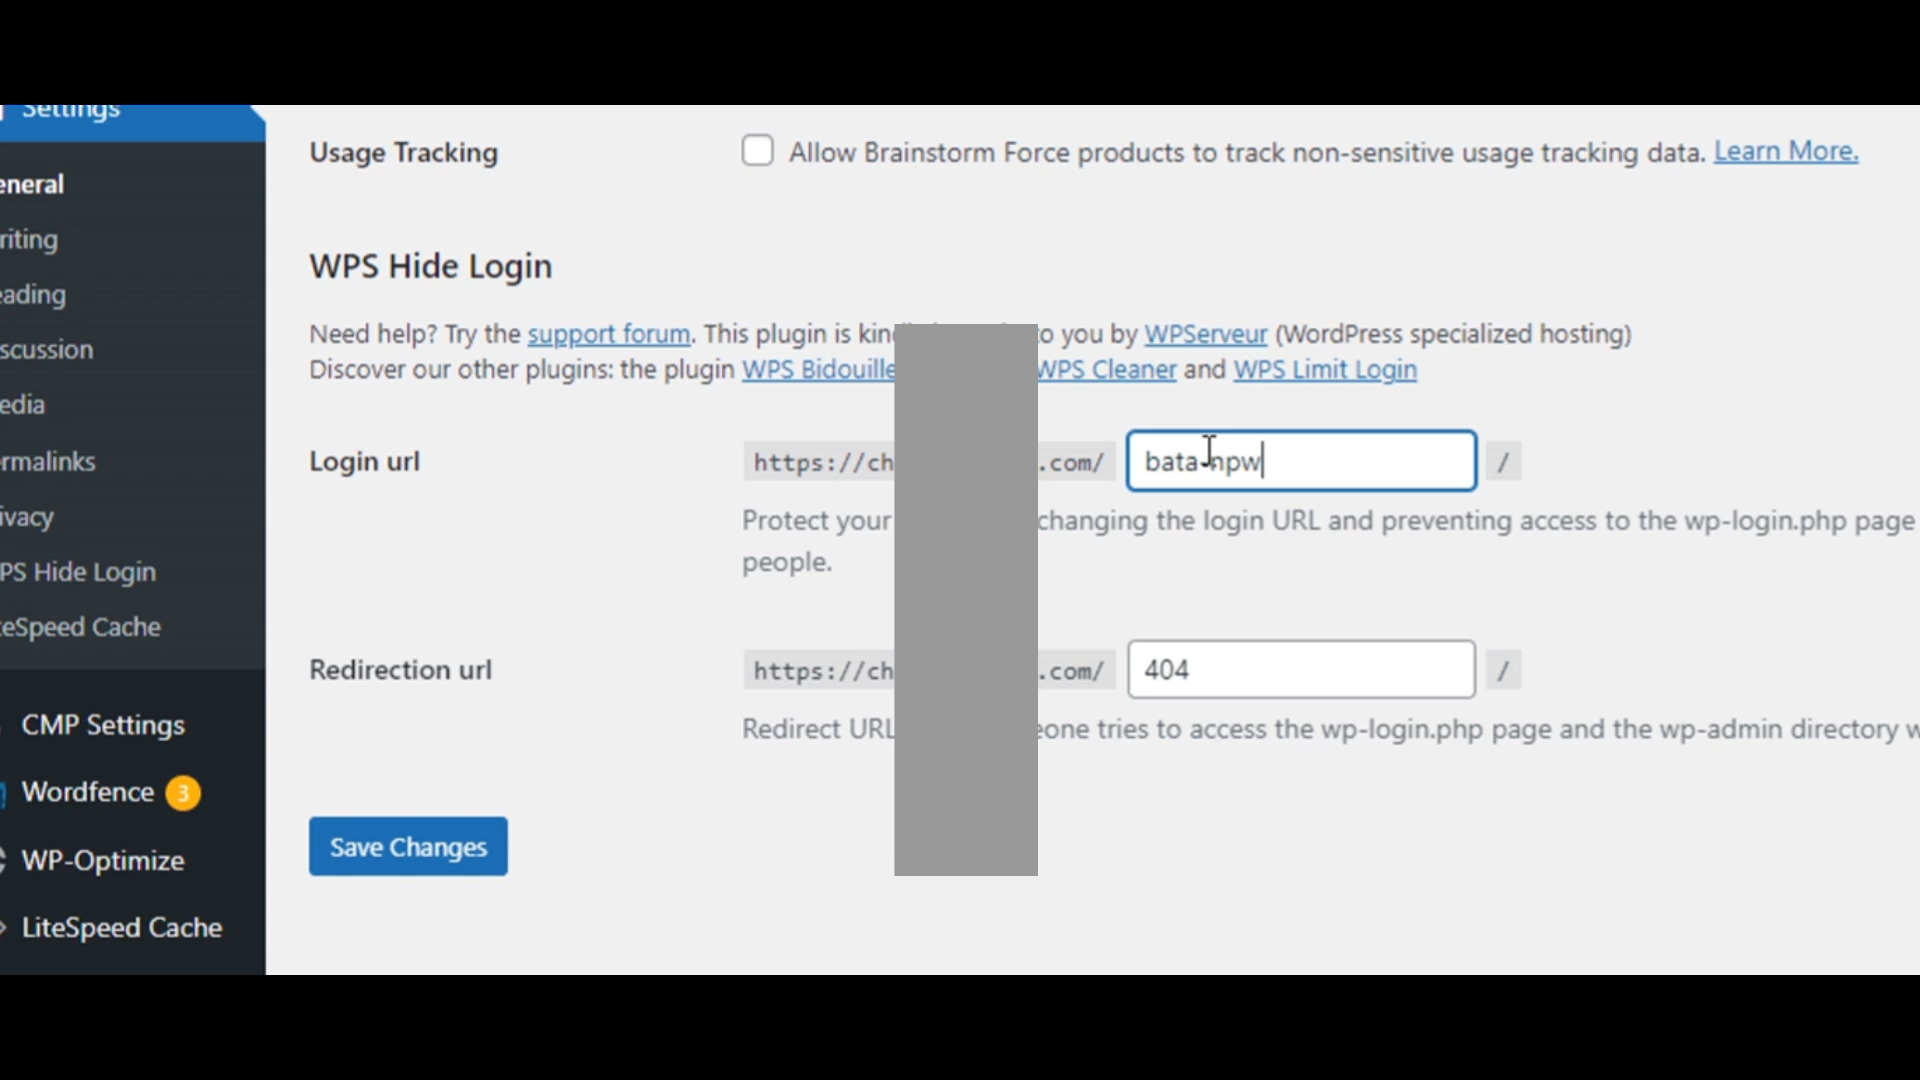 Settings
eneral
riting
eading
scussion
edia
rmalinks
ivacy
PS Hide Login
teSpeed Cache
CMP Settings
Wordfence 3
WP-Optimize
LiteSpeed Cache
Usage Tracking
Allow Brainstorm Force products to track non-sensitive usage tracking data. Learn More.
WPS Hide Login
Need help? Try the support forum. This plugin is to you by WPServeur (WordPress specialized hosting)
Discover our other plugins: the plugin WPS Bidouille WPS Cleaner and WPS Limit Login
Login url
https://ch .com/ bata-npw /
Protect your changing the login URL and preventing access to the wp-login.php page
people.
Redirection url
https://ch .com/ 404 /
Redirect URL eone tries to access the wp-login.php page and the wp-admin directory w
Save Changes